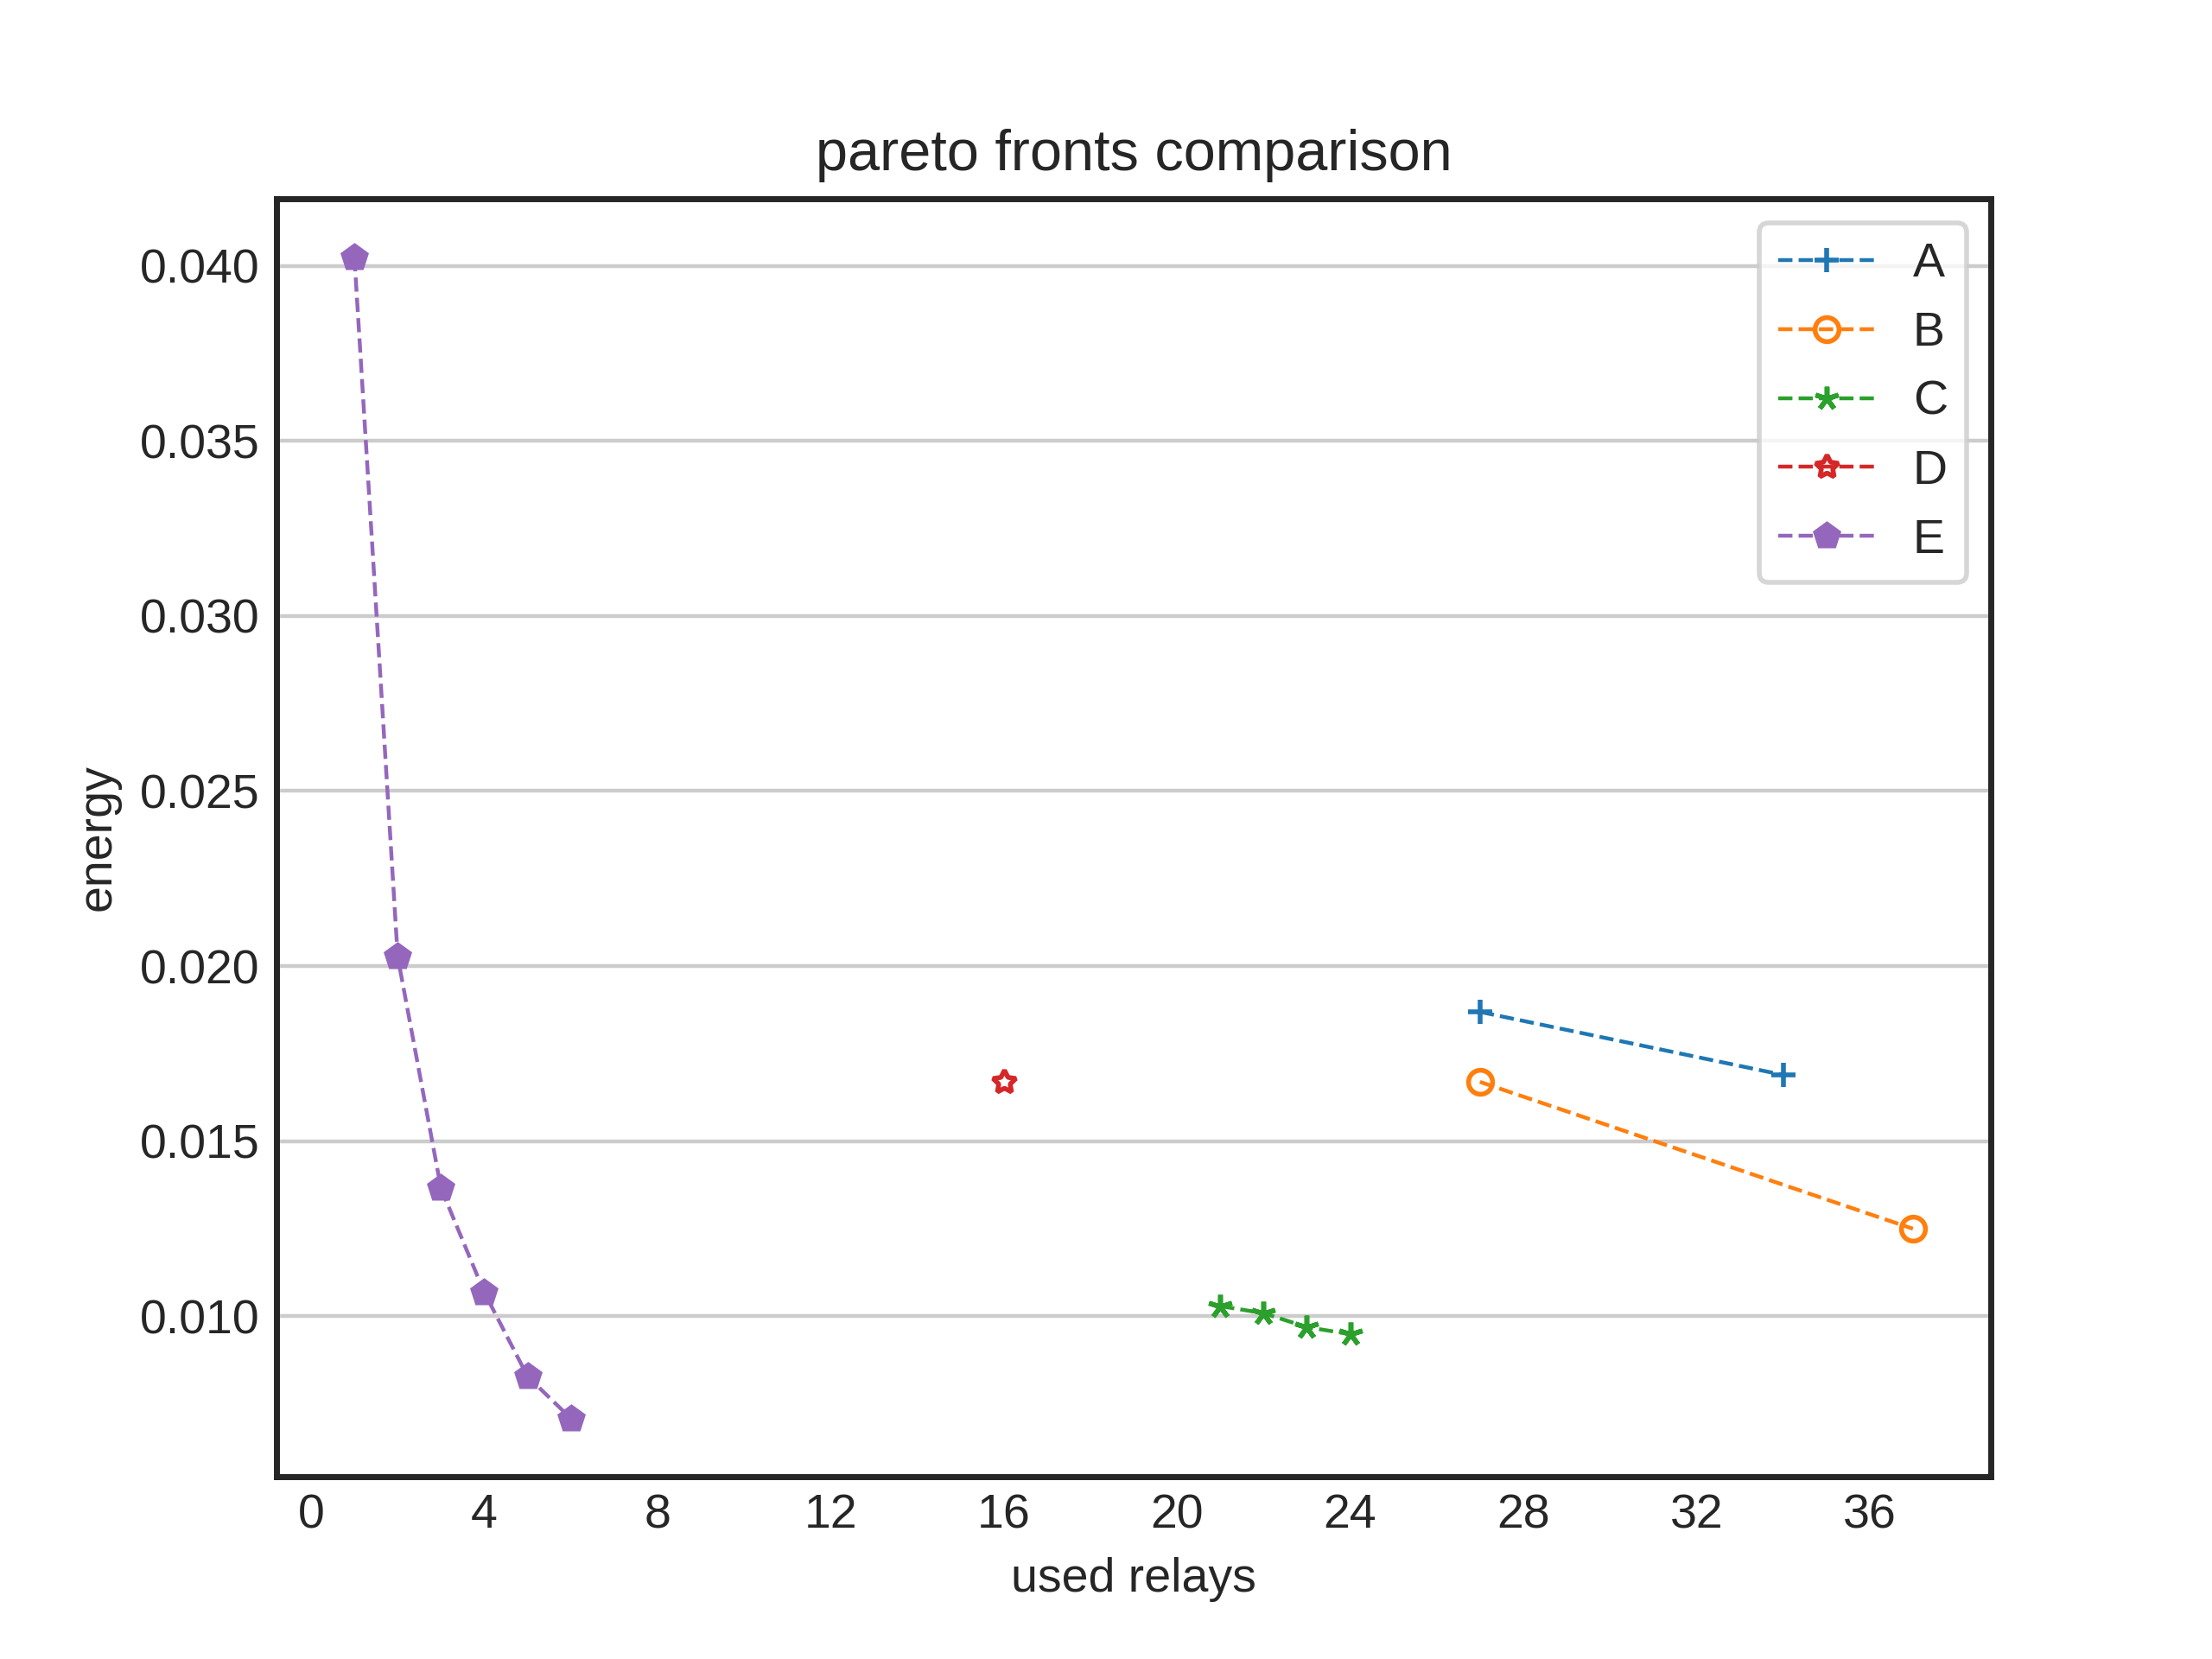 pareto fronts comparison
A
B
C
D
E
0.040
0.035
0.030
0.025
0.020
0.015
0.010
energy
0 4 8 12 16 20 24 28 32 36
used relays